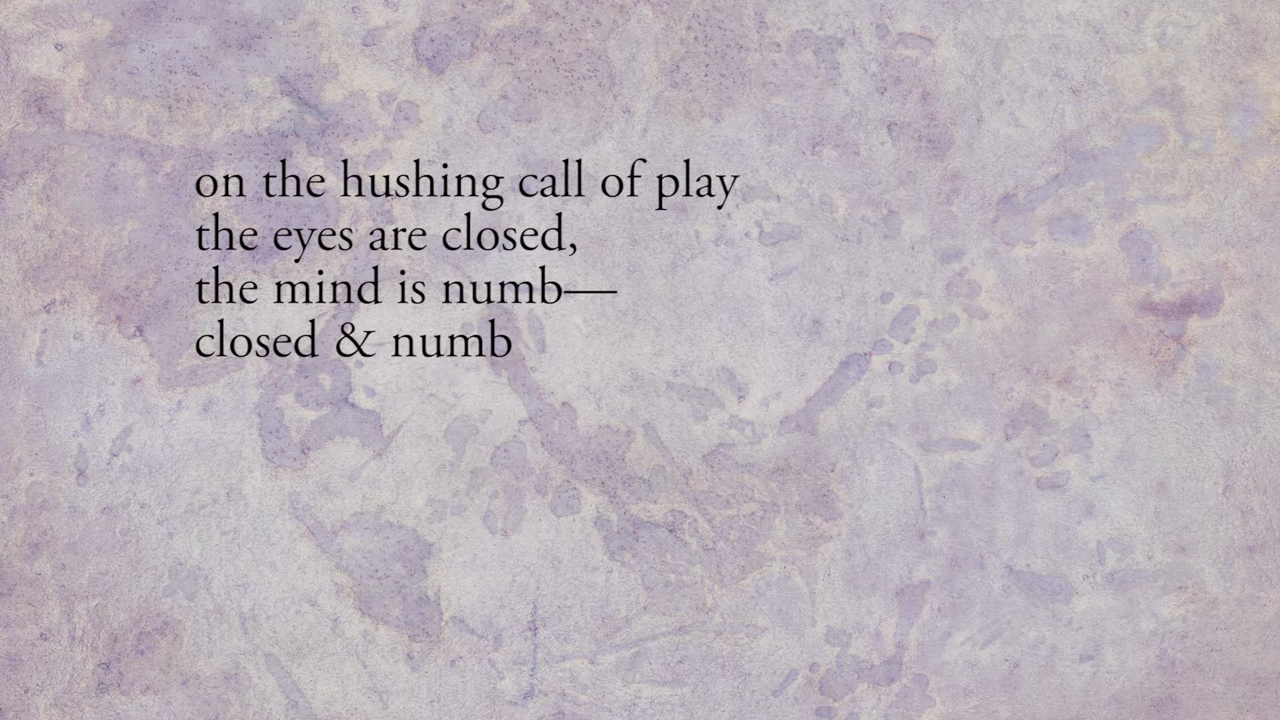 on the hushing call of play
the eyes are closed,
the mind is numb—
closed & numb